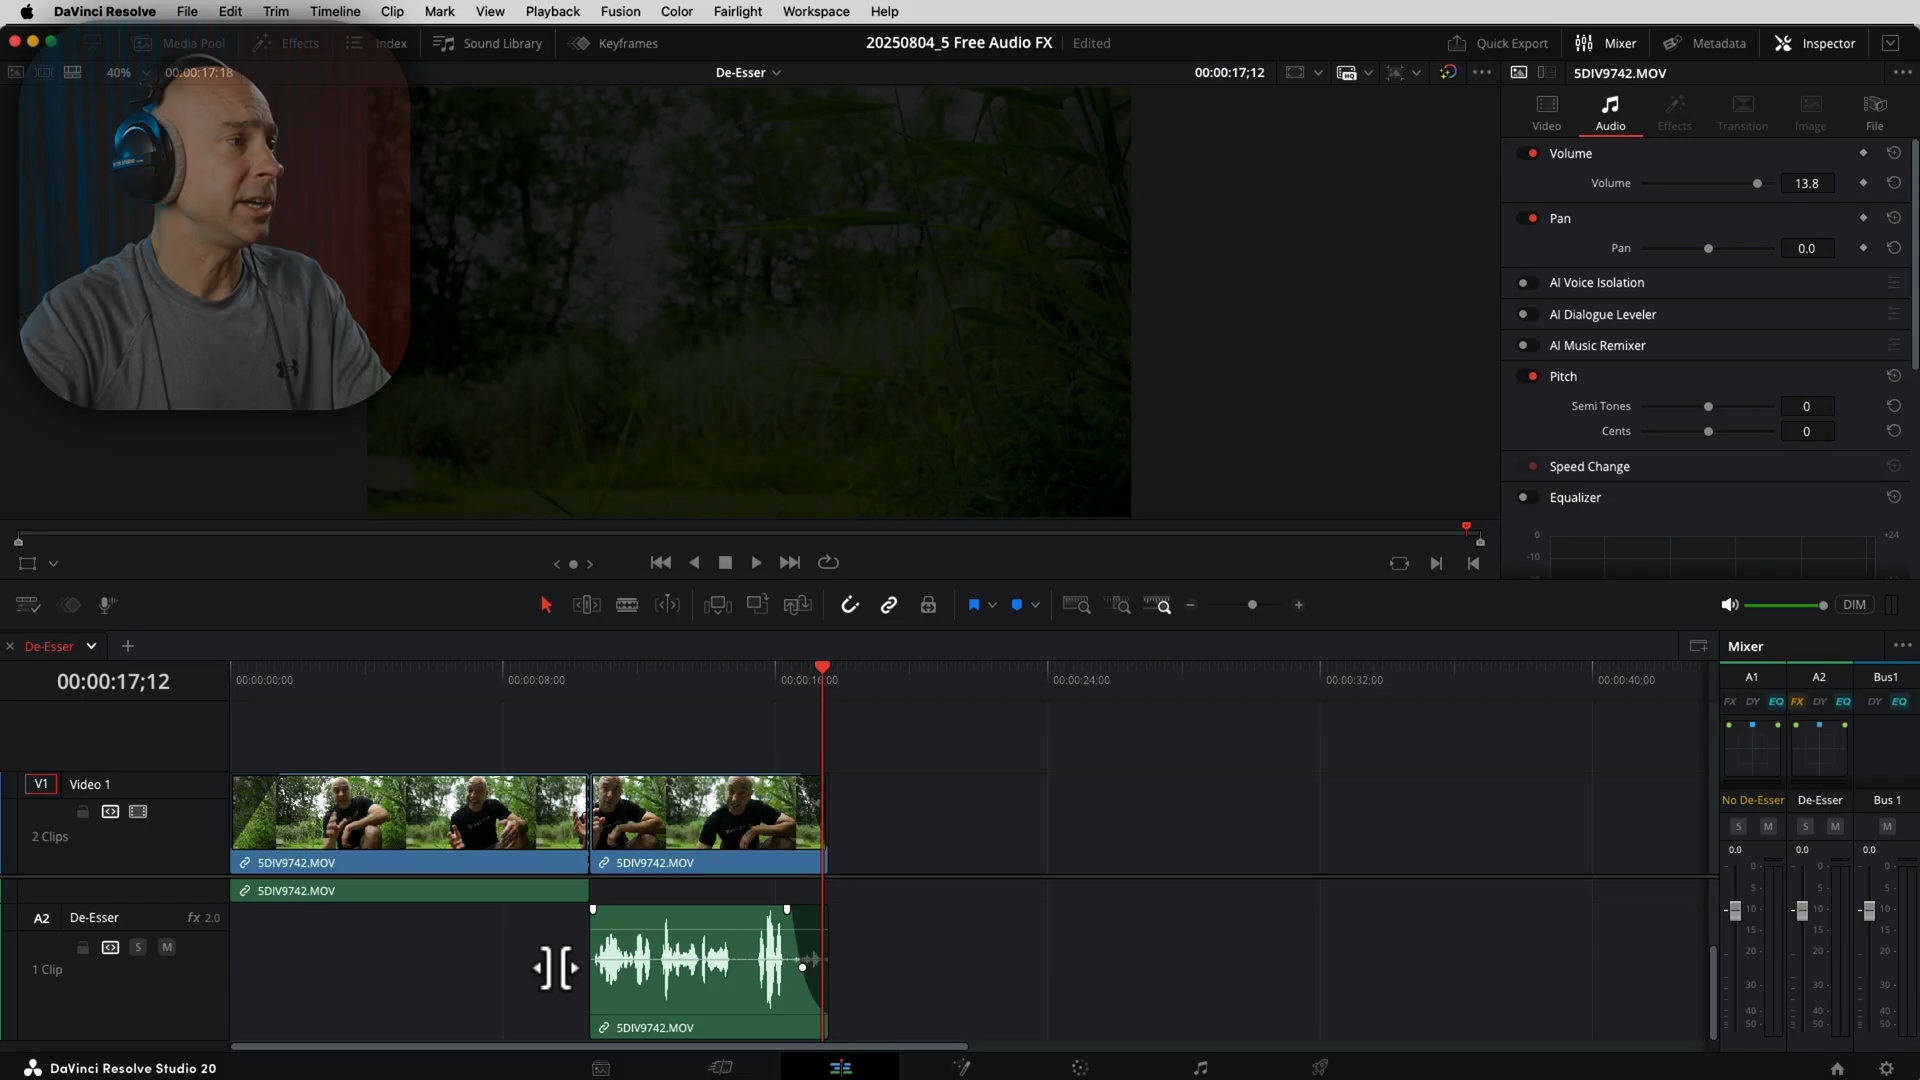 DaVinci Resolve File Edit Trim Timeline Clip Mark View Playback Fusion Color Fairlight Workspace Help
Media Pool Effects Index Sound Library Keyframes 20250804_5 Free Audio FX Edited Quick Export Mixer Metadata Inspector
40% 00:00:17:18 De-Esser 00:00:17;12 5DIV9742.MOV
Video Audio Effects Transition Image File
Volume
Volume 13.8
Pan
Pan 0.0
AI Voice Isolation
AI Dialogue Leveler
AI Music Remixer
Pitch
Semi Tones 0
Cents 0
Speed Change
Equalizer
0 +24
-10
DIM
De-Esser Mixer
00:00:17;12 00:00:00;00 00:00:08;00 00:00:16;00 00:00:24;00 00:00:32;00 00:00:40;00 A1 A2 Bus1
FX DY EQ FX DY EQ DY EQ
V1 Video 1
2 Clips
No De-Esser De-Esser Bus 1
S M S M M
0.0 0.0 0.0
5DIV9742.MOV 5DIV9742.MOV
5DIV9742.MOV
A2 De-Esser fx 2.0
S M
1 Clip
5DIV9742.MOV
0 0 0
5 5 5
10 10 10
15 15 15
20 20 20
30 30 30
40 40 40
50 50 50
DaVinci Resolve Studio 20